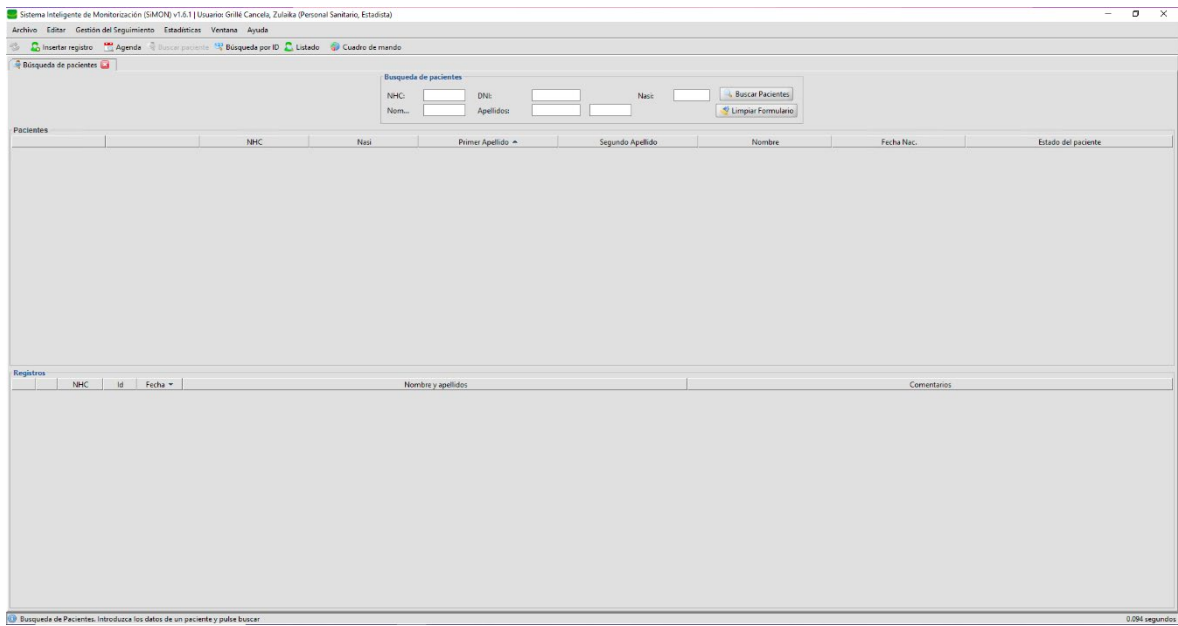 Sistema Inteligente de Monitorización (SiMON) v1.6.1 | Usuario: Grillé Cancela, Zulaika (Personal Sanitario, Estadista)
Archivo Editar Gestión del Seguimiento Estadísticas Ventana Ayuda
Insertar registro Agenda Buscar paciente Búsqueda por ID Listado Cuadro de mando
Búsqueda de pacientes
Busqueda de pacientes
NHC: DNI: Nasi: Buscar Pacientes
Nom... Apellidos: Limpiar Formulario
Pacientes
NHC Nasi Primer Apellido Segundo Apellido Nombre Fecha Nac. Estado del paciente
Registros
NHC Id Fecha Nombre y apellidos Comentarios
Busqueda de Pacientes. Introduzca los datos de un paciente y pulse buscar 0.094 segundos